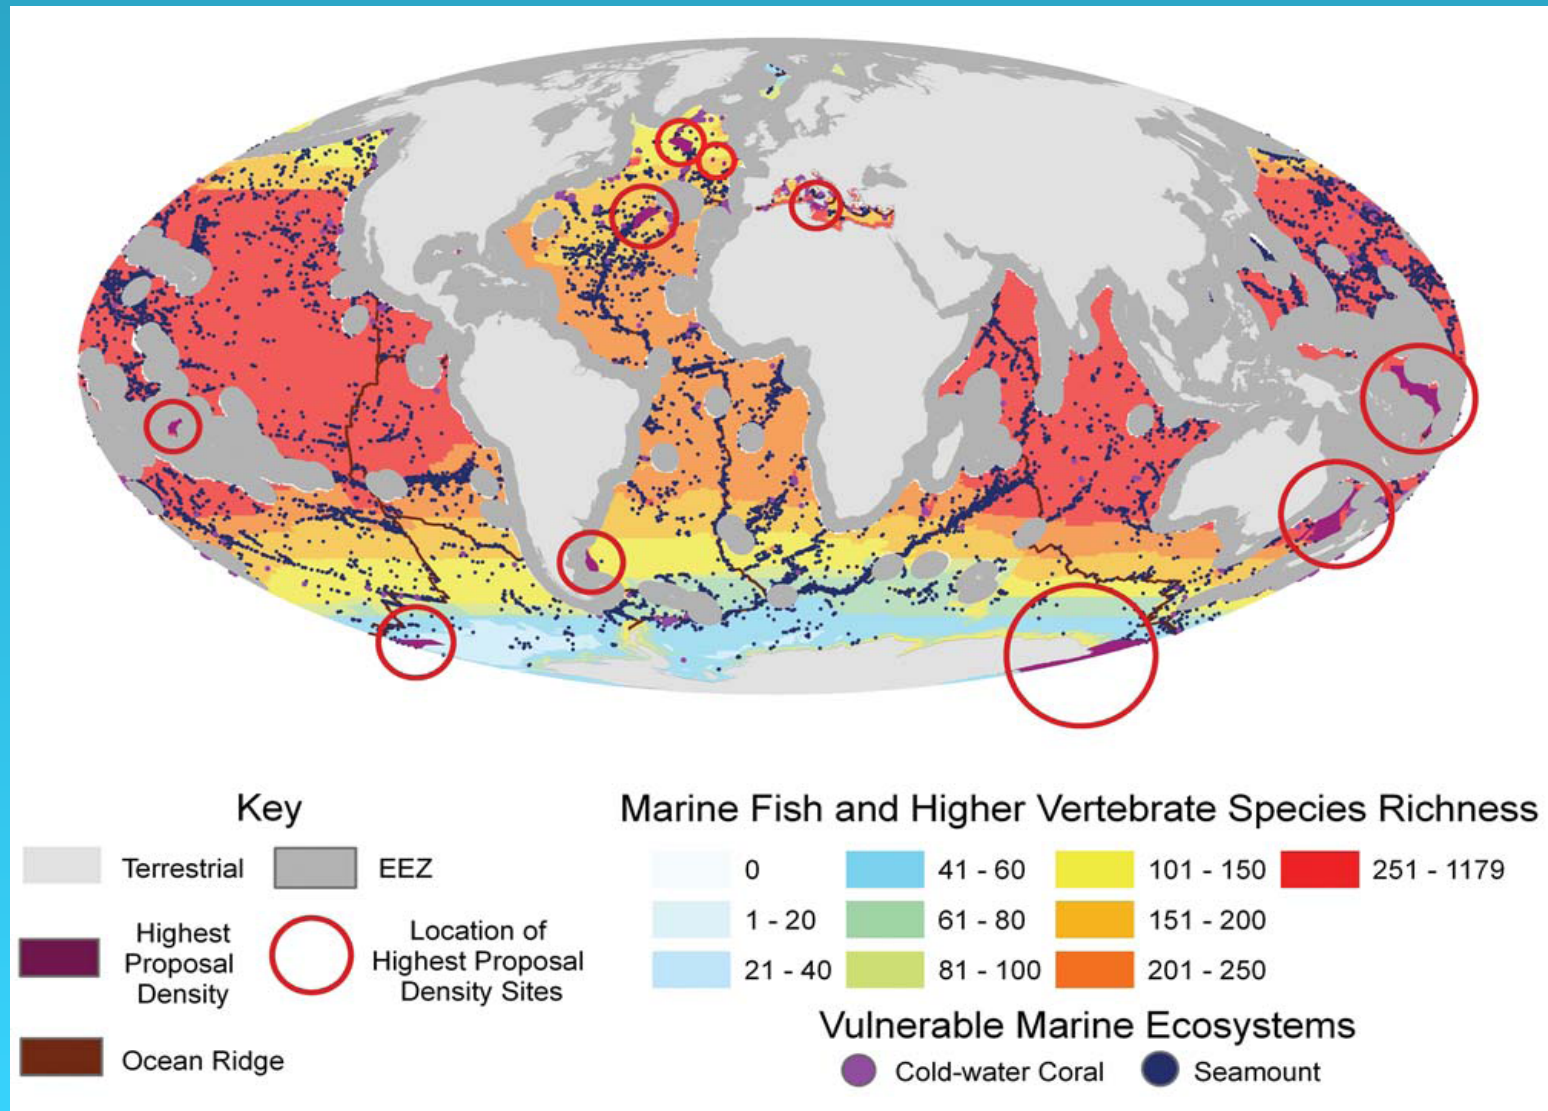 Key
Terrestrial
EEZ
Highest
Proposal
Density
Location of
Highest Proposal
Density Sites
Ocean Ridge
Marine Fish and Higher Vertebrate Species Richness
0
1 - 20
21 - 40
41 - 60
61 - 80
81 - 100
101 - 150
151 - 200
201 - 250
251 - 1179
Vulnerable Marine Ecosystems
Cold-water Coral
Seamount